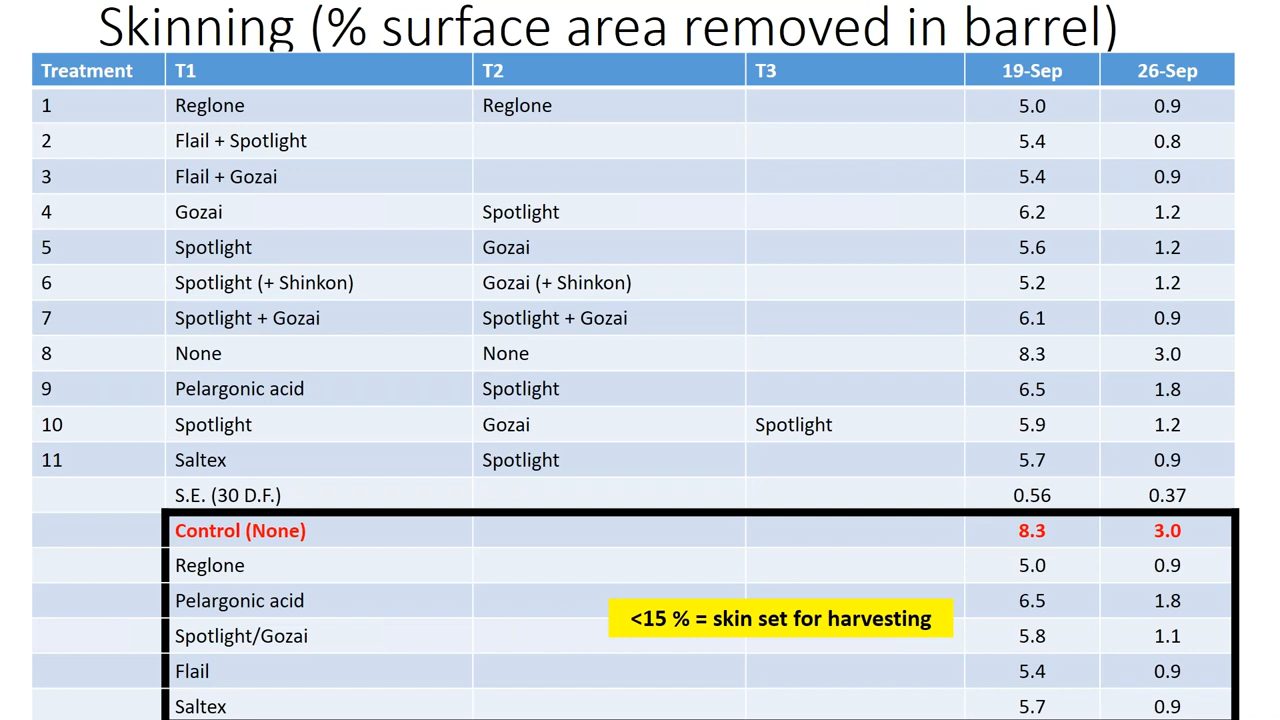 Skinning (% surface area removed in barrel)
Treatment T1 T2 T3 19-Sep 26-Sep
1 Reglone Reglone 5.0 0.9
2 Flail + Spotlight 5.4 0.8
3 Flail + Gozai 5.4 0.9
4 Gozai Spotlight 6.2 1.2
5 Spotlight Gozai 5.6 1.2
6 Spotlight (+ Shinkon) Gozai (+ Shinkon) 5.2 1.2
7 Spotlight + Gozai Spotlight + Gozai 6.1 0.9
8 None None 8.3 3.0
9 Pelargonic acid Spotlight 6.5 1.8
10 Spotlight Gozai Spotlight 5.9 1.2
11 Saltex Spotlight 5.7 0.9
S.E. (30 D.F.) 0.56 0.37
Control (None) 8.3 3.0
Reglone 5.0 0.9
Pelargonic acid 6.5 1.8
<15 % = skin set for harvesting
Spotlight/Gozai 5.8 1.1
Flail 5.4 0.9
Saltex 5.7 0.9